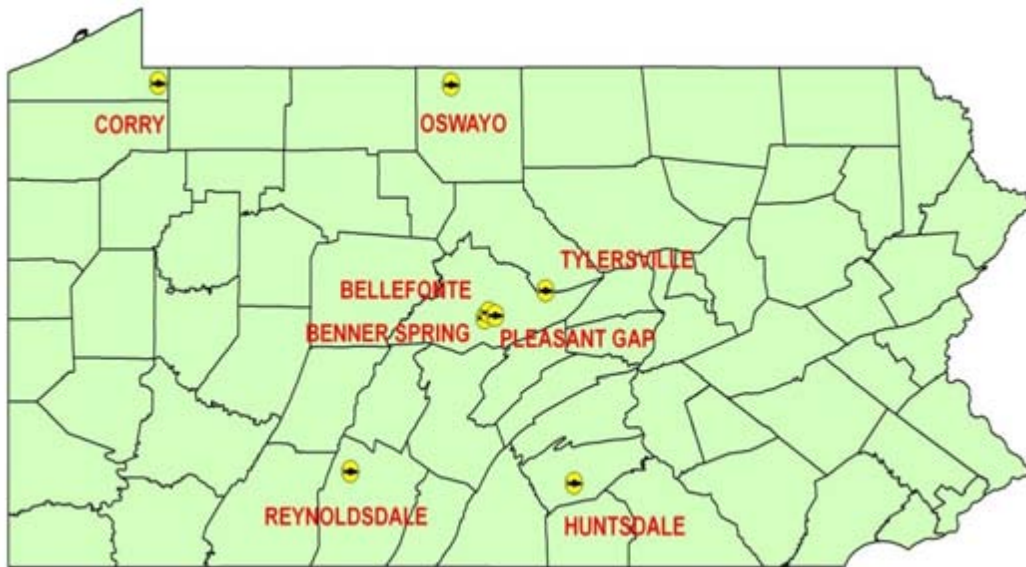 CORRY
OSWAYO
TYLERSVILLE
BELLEFONTE
BENNER SPRING
PLEASANT GAP
REYNOLDSDALE
HUNTSDALE